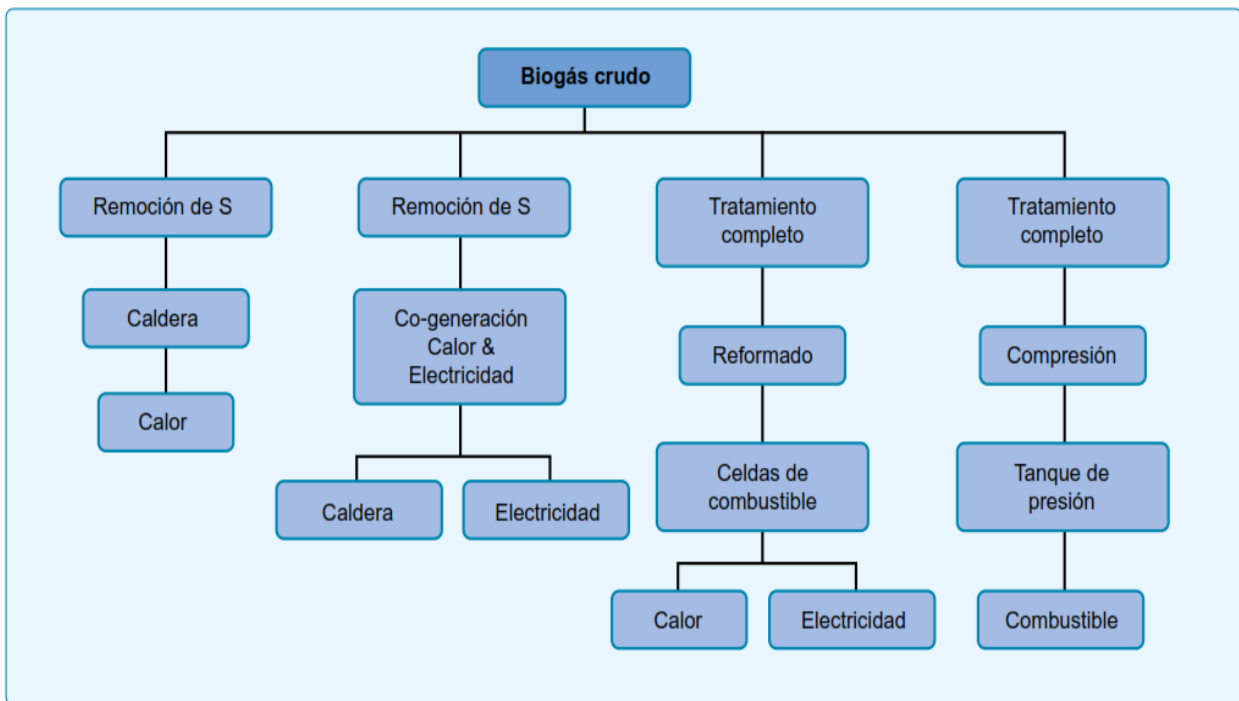 Biogás crudo
Remoción de S
Remoción de S
Tratamiento
completo
Tratamiento
completo
Caldera
Co-generación
Calor &
Electricidad
Reformado
Compresión
Calor
Celdas de
combustible
Tanque de
presión
Caldera
Electricidad
Calor
Electricidad
Combustible